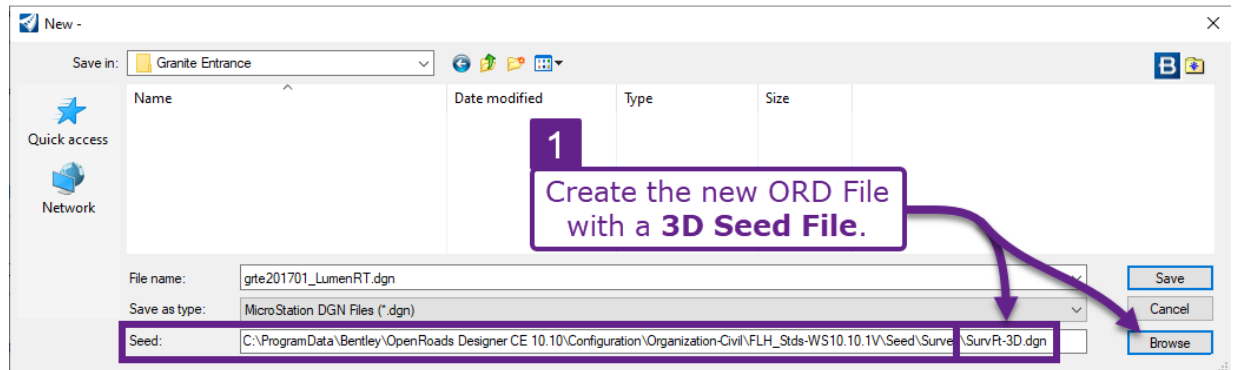 New -
Save in: Granite Entrance
B
Name Date modified Type Size
Quick access
Network
1
Create the new ORD File
with a 3D Seed File.
File name: grte201701_LumenRT.dgn Save
Save as type: MicroStation DGN Files (*.dgn) Cancel
Seed: C:\ProgramData\Bentley\OpenRoads Designer CE 10.10\Configuration\Organization-Civil\FLH_Stds-WS10.10.1V\Seed\Surve \SurvFt-3D.dgn Browse